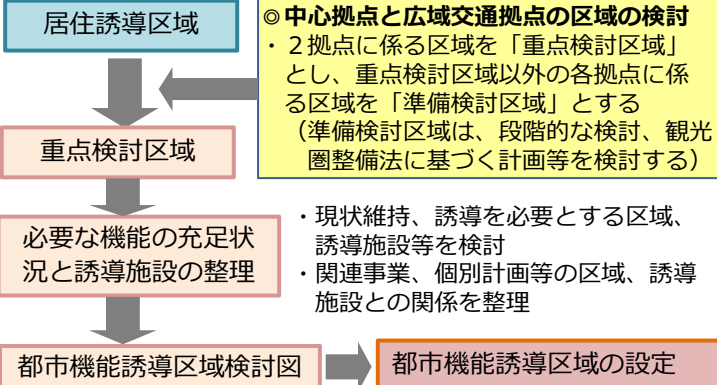 居住誘導区域
◎中心拠点と広域交通拠点の区域の検討
・２拠点に係る区域を「重点検討区域」
とし、重点検討区域以外の各拠点に係
る区域を「準備検討区域」とする
（準備検討区域は、段階的な検討、観光
圏整備法に基づく計画等を検討する）
重点検討区域
必要な機能の充足状
況と誘導施設の整理
・現状維持、誘導を必要とする区域、
誘導施設等を検討
・関連事業、個別計画等の区域、誘導
施設との関係を整理
都市機能誘導区域検討図
都市機能誘導区域の設定